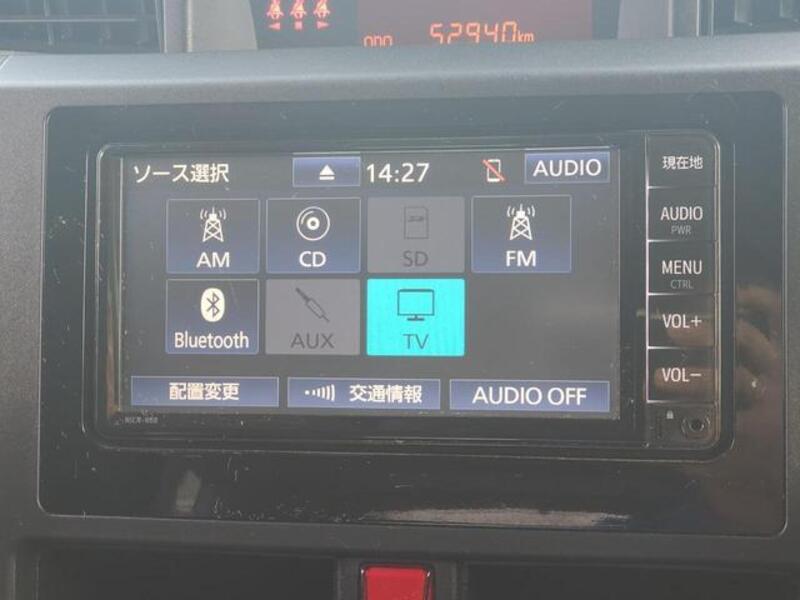 ODO 52940km
ソース選択 14:27 AUDIO
AM CD SD FM
Bluetooth AUX TV
配置変更 交通情報 AUDIO OFF
現在地
AUDIO
PWR
MENU
CTRL
VOL+
VOL-